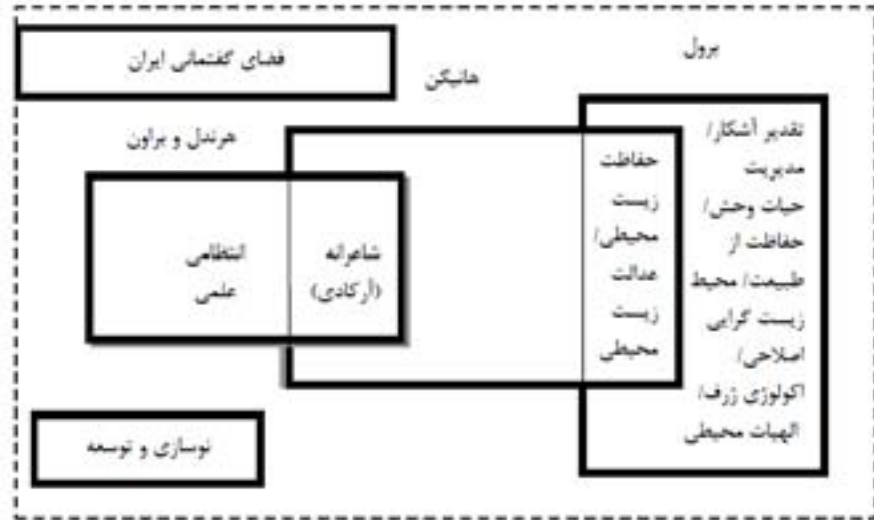 فضای گفتمانی ایران
برول
هانیگن
هرندل و براون
تقدیر آشکار/
مدیریت
حیات وحش/
حفاظت از
طبیعت/ محیط
زیست گرایی
اصلاحی/
اکولوژی ژرف/
الهیات محیطی
حفاظت
زیست
محیطی/
عدالت
زیست
محیطی
شاعرانه
(آرکادی)
انتظامی
علمی
نوسازی و توسعه